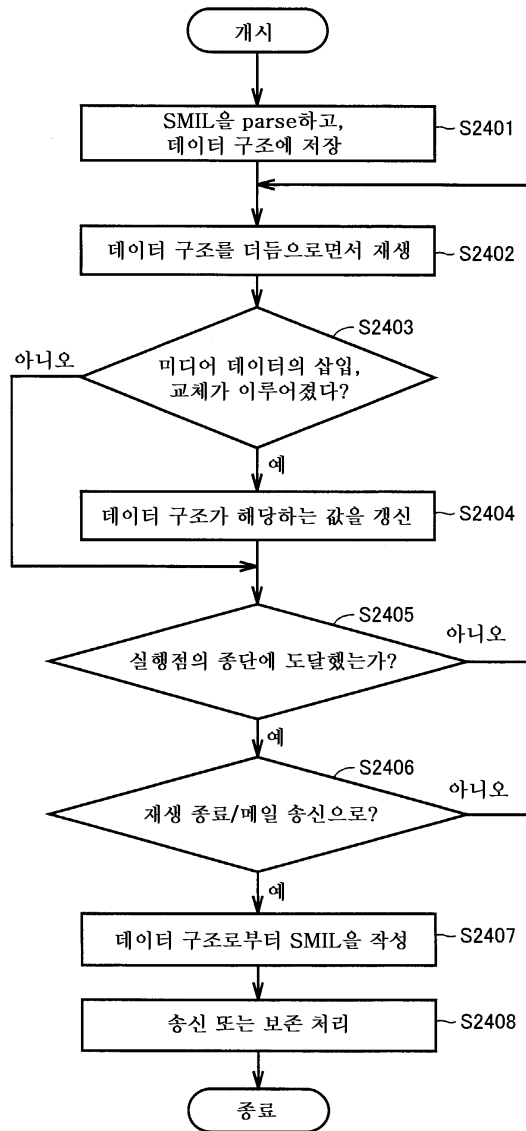 개시
SMIL을 parse하고,
데이터 구조에 저장
S2401
데이터 구조를 더듬으로면서 재생
S2402
S2403
아니오
미디어 데이터의 삽입,
교체가 이루어졌다?
예
데이터 구조가 해당하는 값을 갱신
S2404
S2405
아니오
실행점의 종단에 도달했는가?
예
S2406
아니오
재생 종료/메일 송신으로?
예
데이터 구조로부터 SMIL을 작성
S2407
송신 또는 보존 처리
S2408
종료